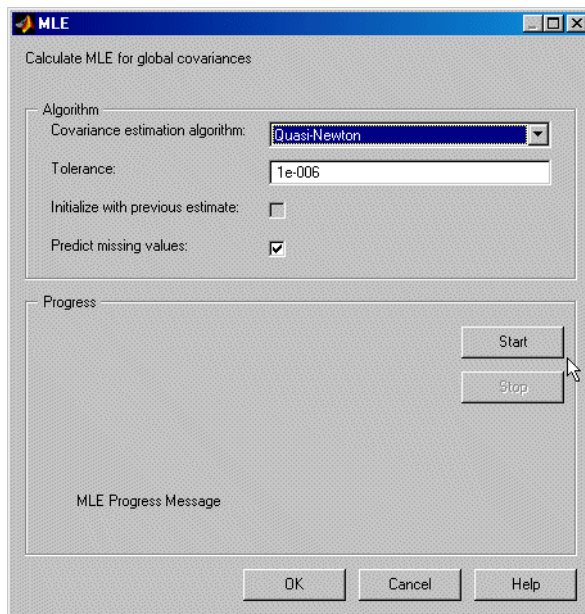 MLE
Calculate MLE for global covariances
Algorithm
Covariance estimation algorithm: Quasi-Newton
Tolerance: 1e-006
Initialize with previous estimate:
Predict missing values:
Progress
Start
Stop
MLE Progress Message
OK Cancel Help